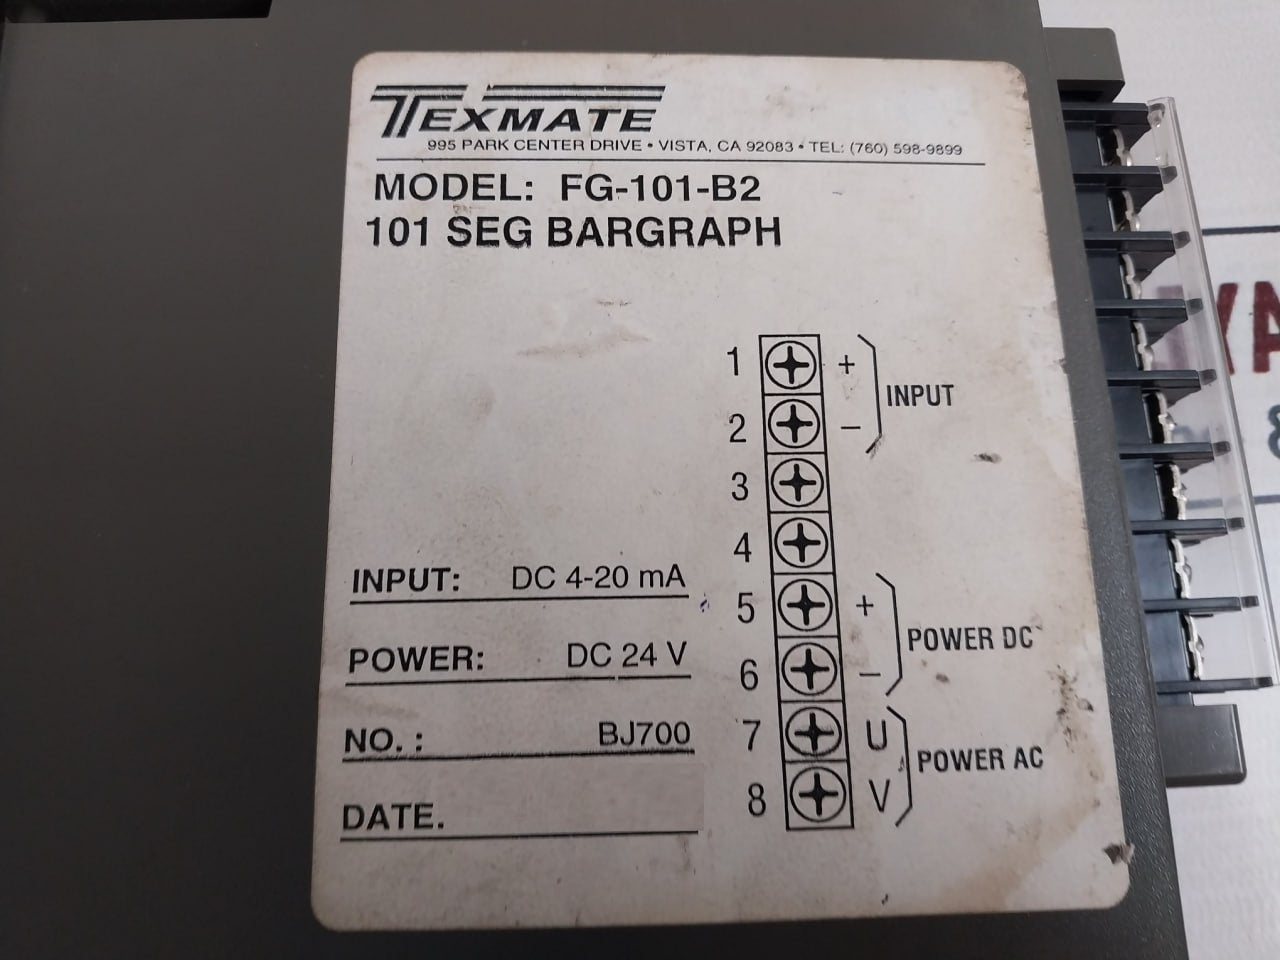 TEXMATE
995 PARK CENTER DRIVE • VISTA, CA 92083 • TEL: (760) 598-9899
MODEL: FG-101-B2
101 SEG BARGRAPH
1 +
INPUT
2 –
3
4
INPUT: DC 4-20 mA
5 +
POWER DC
POWER: DC 24 V
6 –
NO. : BJ700
7 U
POWER AC
8 V
DATE.
YA
8